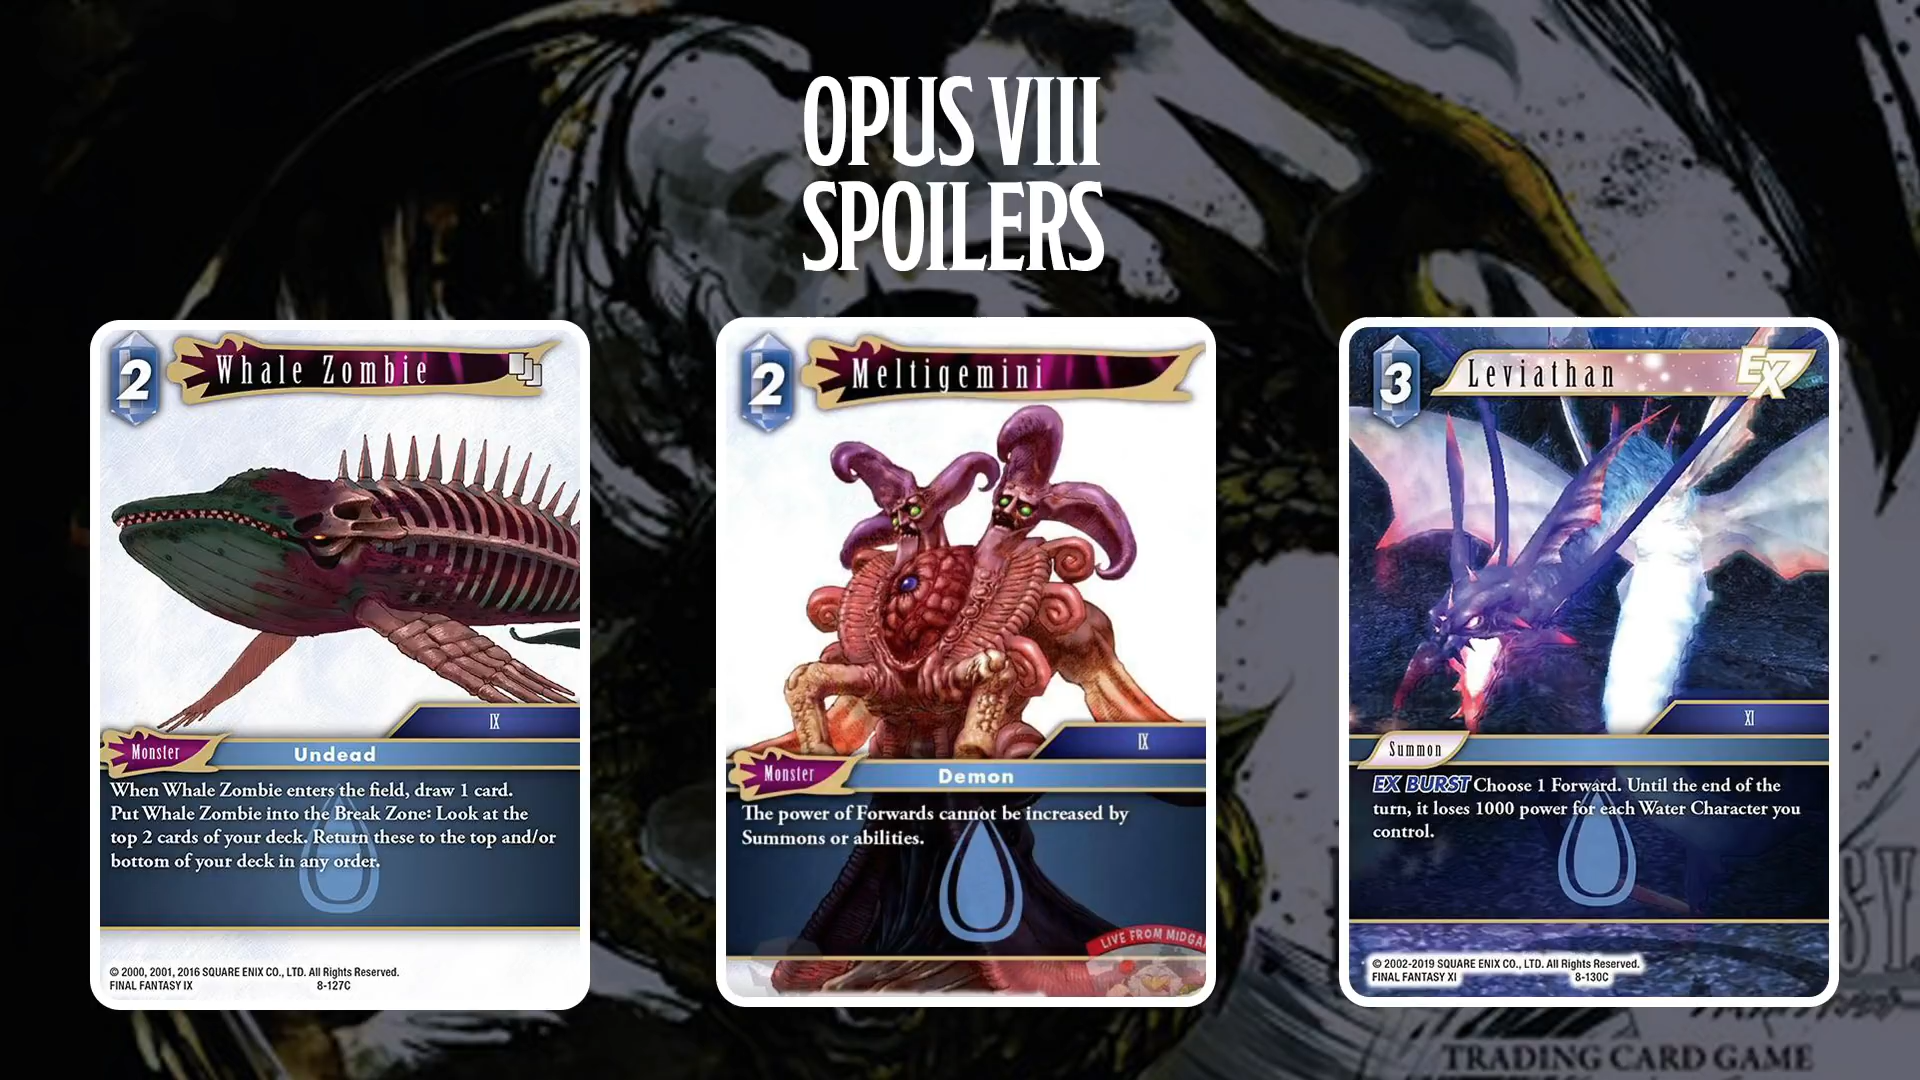 OPUS VIII
SPOILERS
2
Whale Zombie
IX
Monster
Undead
When Whale Zombie enters the field, draw 1 card.
Put Whale Zombie into the Break Zone: Look at the
top 2 cards of your deck. Return these to the top and/or
bottom of your deck in any order.
© 2000, 2001, 2016 SQUARE ENIX CO., LTD. All Rights Reserved.
FINAL FANTASY IX
8-127C
2
Meltigemini
IX
Monster
Demon
The power of Forwards cannot be increased by
Summons or abilities.
LIVE FROM MIDGA
3
Leviathan
EX
XI
Summon
EX BURST Choose 1 Forward. Until the end of the
turn, it loses 1000 power for each Water Character you
control.
© 2002-2019 SQUARE ENIX CO., LTD. All Rights Reserved.
FINAL FANTASY XI
8-130C
TRADING CARD GAME